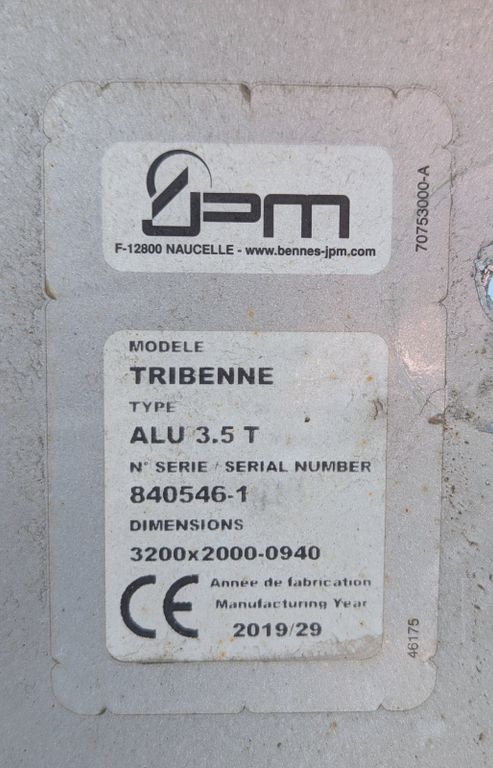 JPM
F-12800 NAUCELLE - www.bennes-jpm.com
70753000-A
MODELE
TRIBENNE
TYPE
ALU 3.5 T
N° SERIE / SERIAL NUMBER
840546-1
DIMENSIONS
3200x2000-0940
CE
Année de fabrication
Manufacturing Year
2019/29
46175